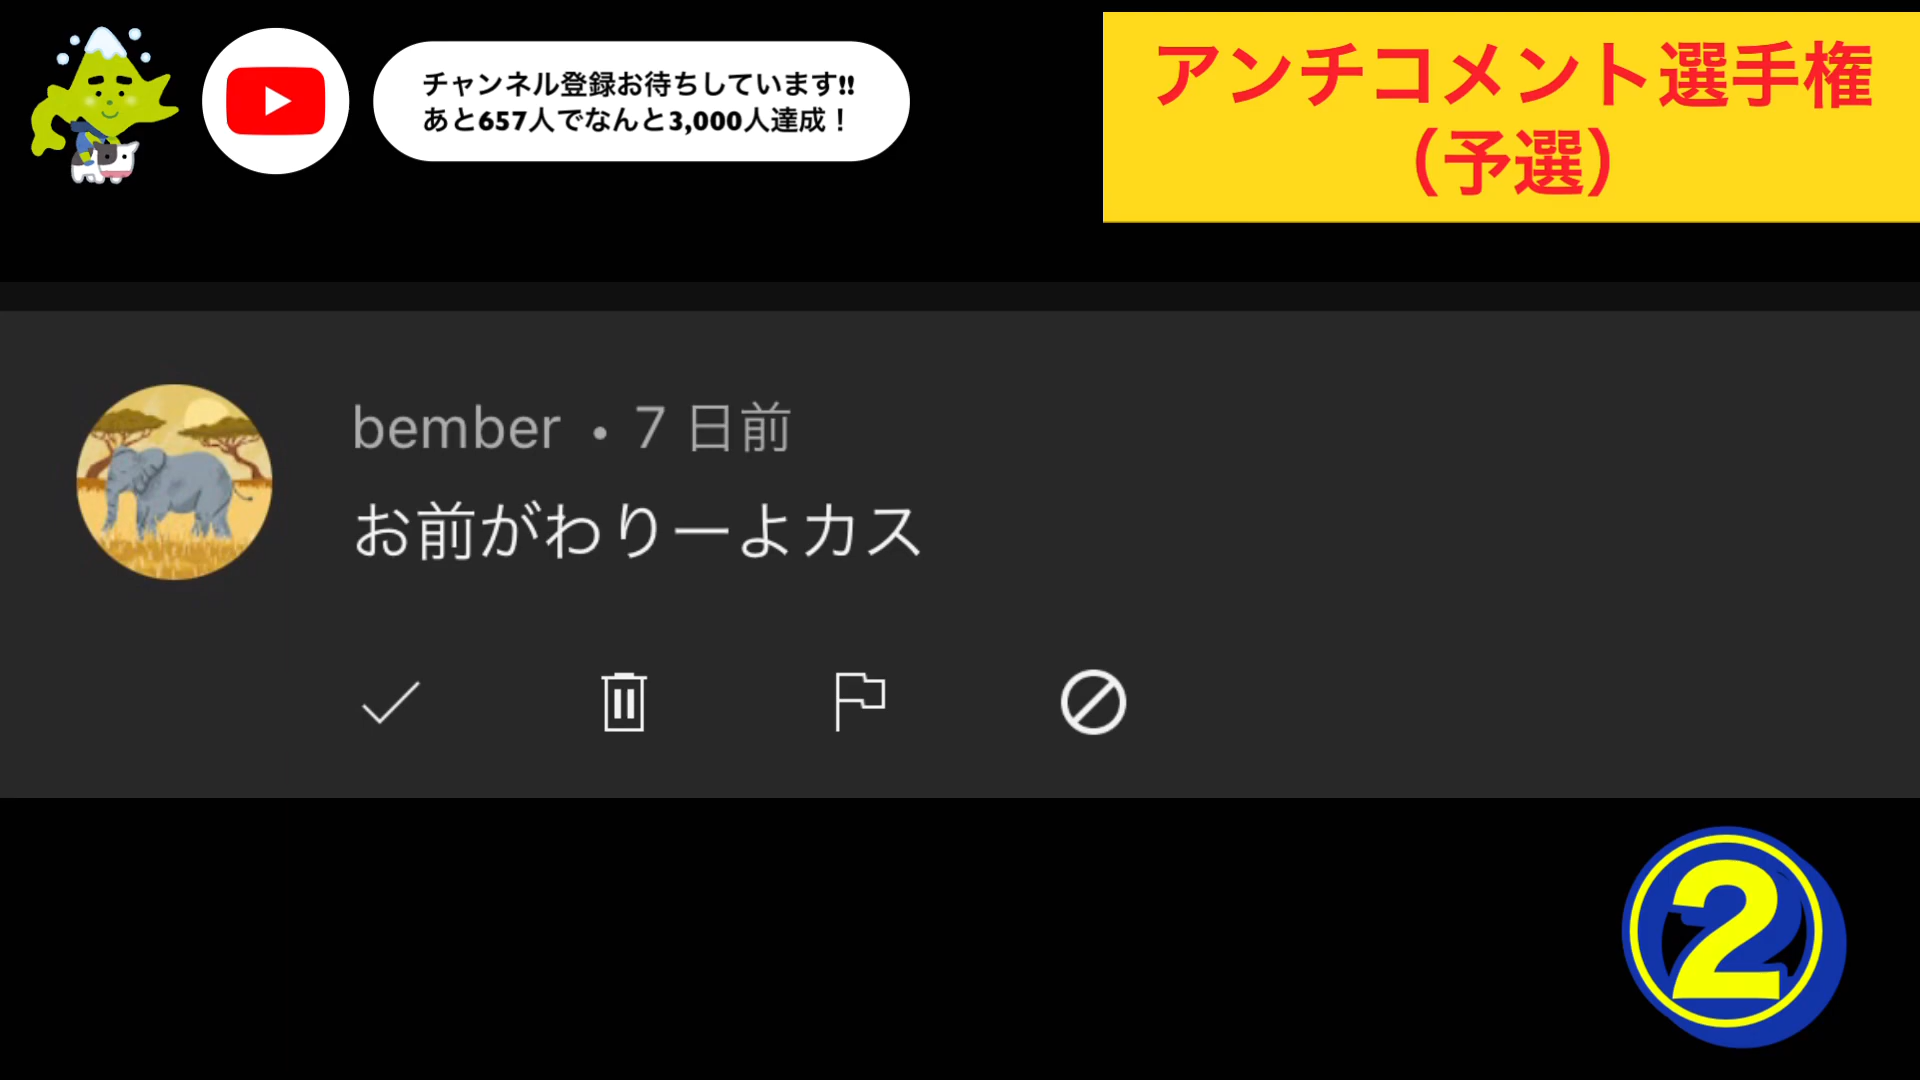 チャンネル登録お待ちしています!!
あと657人でなんと3,000人達成！
アンチコメント選手権
（予選）
bember • 7 日前
お前がわりーよカス
2